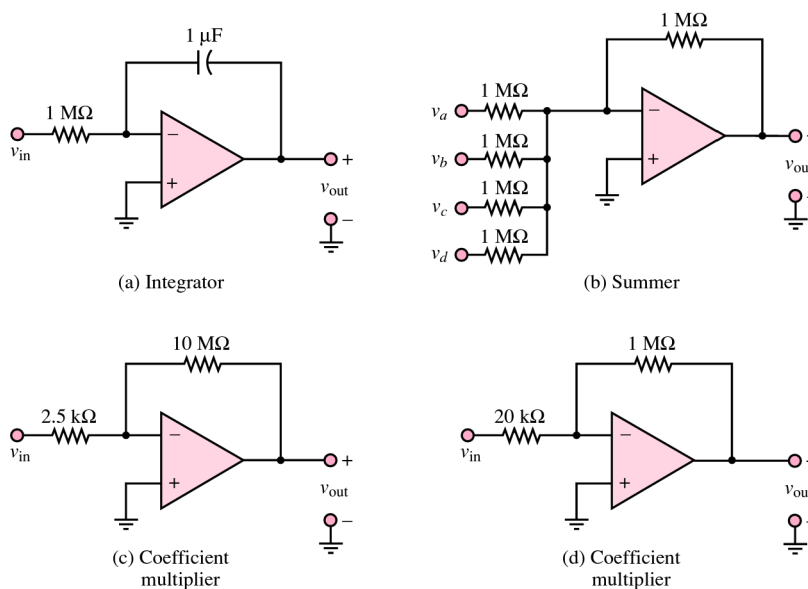 1 µF
1 MΩ
−
+
v_in
+
v_out
−
(a) Integrator
1 MΩ
v_a 1 MΩ
v_b 1 MΩ
v_c 1 MΩ
v_d 1 MΩ
−
+
v_ou
(b) Summer
10 MΩ
2.5 kΩ
−
+
v_in
+
v_out
−
(c) Coefficient
multiplier
1 MΩ
20 kΩ
−
+
v_in
v_ou
(d) Coefficient
multiplier